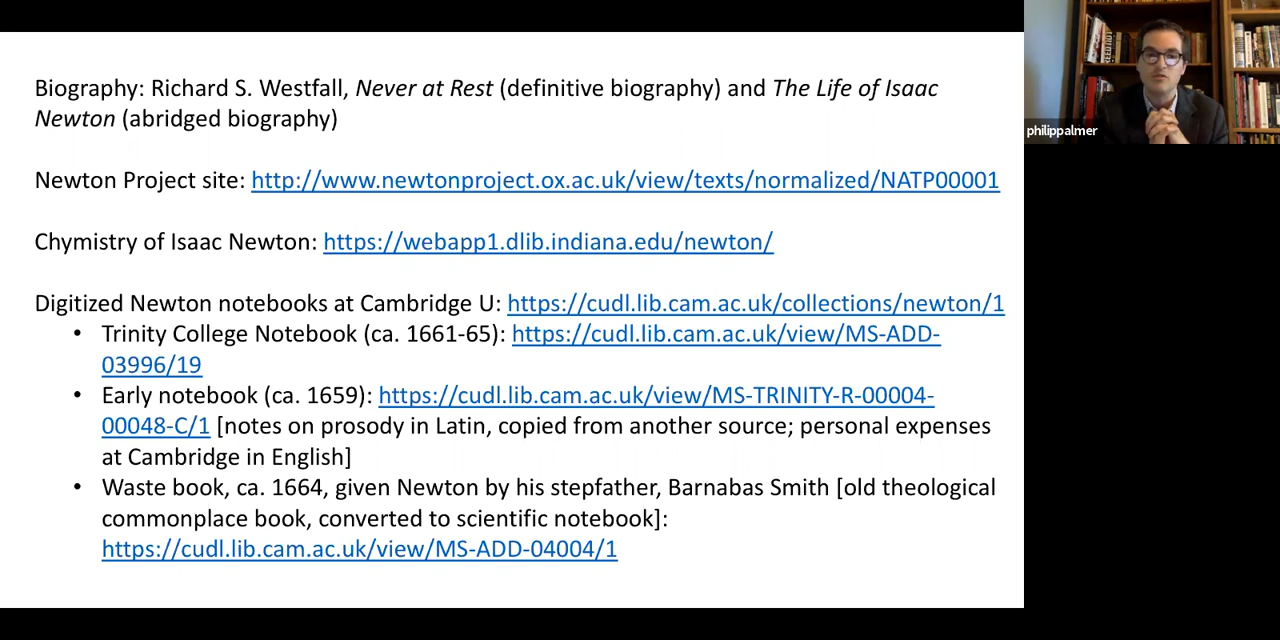 Biography: Richard S. Westfall, Never at Rest (definitive biography) and The Life of Isaac
Newton (abridged biography)
Newton Project site: http://www.newtonproject.ox.ac.uk/view/texts/normalized/NATP00001
Chymistry of Isaac Newton: https://webapp1.dlib.indiana.edu/newton/
Digitized Newton notebooks at Cambridge U: https://cudl.lib.cam.ac.uk/collections/newton/1
• Trinity College Notebook (ca. 1661-65): https://cudl.lib.cam.ac.uk/view/MS-ADD-
03996/19
• Early notebook (ca. 1659): https://cudl.lib.cam.ac.uk/view/MS-TRINITY-R-00004-
00048-C/1 [notes on prosody in Latin, copied from another source; personal expenses
at Cambridge in English]
• Waste book, ca. 1664, given Newton by his stepfather, Barnabas Smith [old theological
commonplace book, converted to scientific notebook]:
https://cudl.lib.cam.ac.uk/view/MS-ADD-04004/1
philippalmer